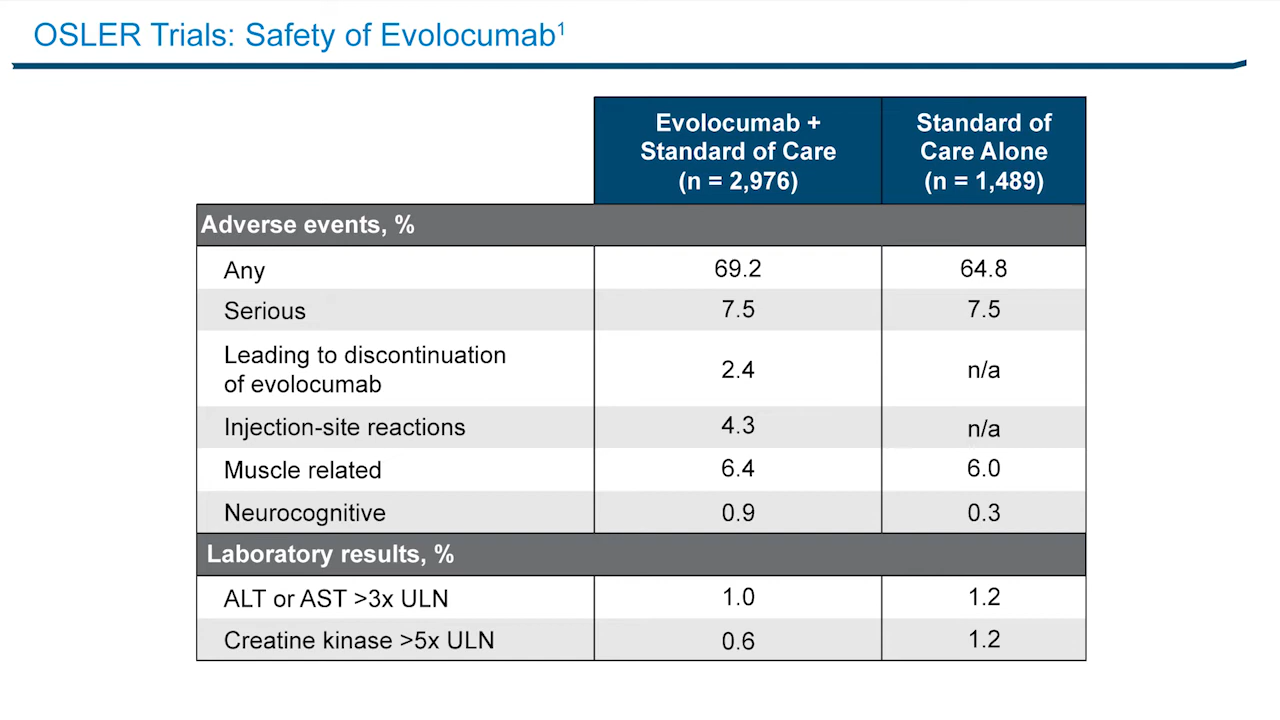 OSLER Trials: Safety of Evolocumab1
Evolocumab +
Standard of Care
(n = 2,976)
Standard of
Care Alone
(n = 1,489)
Adverse events, %
Any 69.2 64.8
Serious 7.5 7.5
Leading to discontinuation
of evolocumab 2.4 n/a
Injection-site reactions 4.3 n/a
Muscle related 6.4 6.0
Neurocognitive 0.9 0.3
Laboratory results, %
ALT or AST >3x ULN 1.0 1.2
Creatine kinase >5x ULN 0.6 1.2